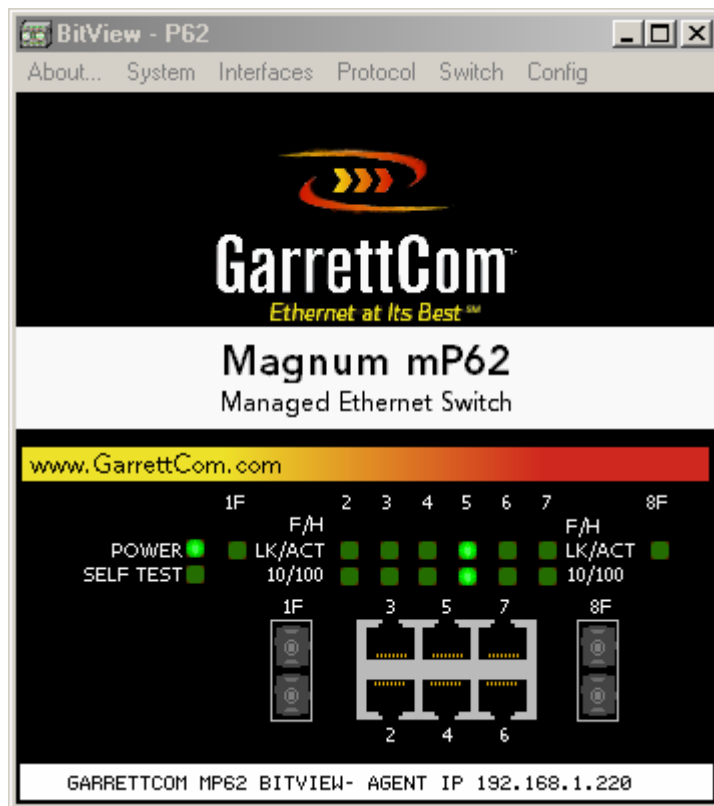 BitView - P62
About... System Interfaces Protocol Switch Config
GarrettCom™
Ethernet at Its Best SM
Magnum mP62
Managed Ethernet Switch
www.GarrettCom.com
1F 2 3 4 5 6 7 8F
F/H F/H
POWER LK/ACT LK/ACT
SELF TEST 10/100 10/100
1F 3 5 7 8F
2 4 6
GARRETTCOM MP62 BITVIEW- AGENT IP 192.168.1.220